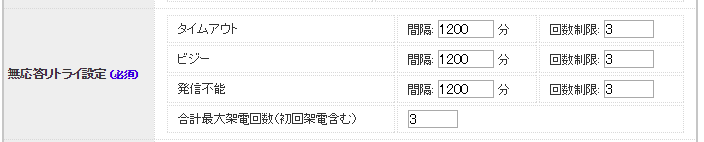 タイムアウト 間隔: 1200 分 回数制限: 3
ビジー 間隔: 1200 分 回数制限: 3
無応答リトライ設定 (必須)
発信不能 間隔: 1200 分 回数制限: 3
合計最大架電回数(初回架電含む) 3